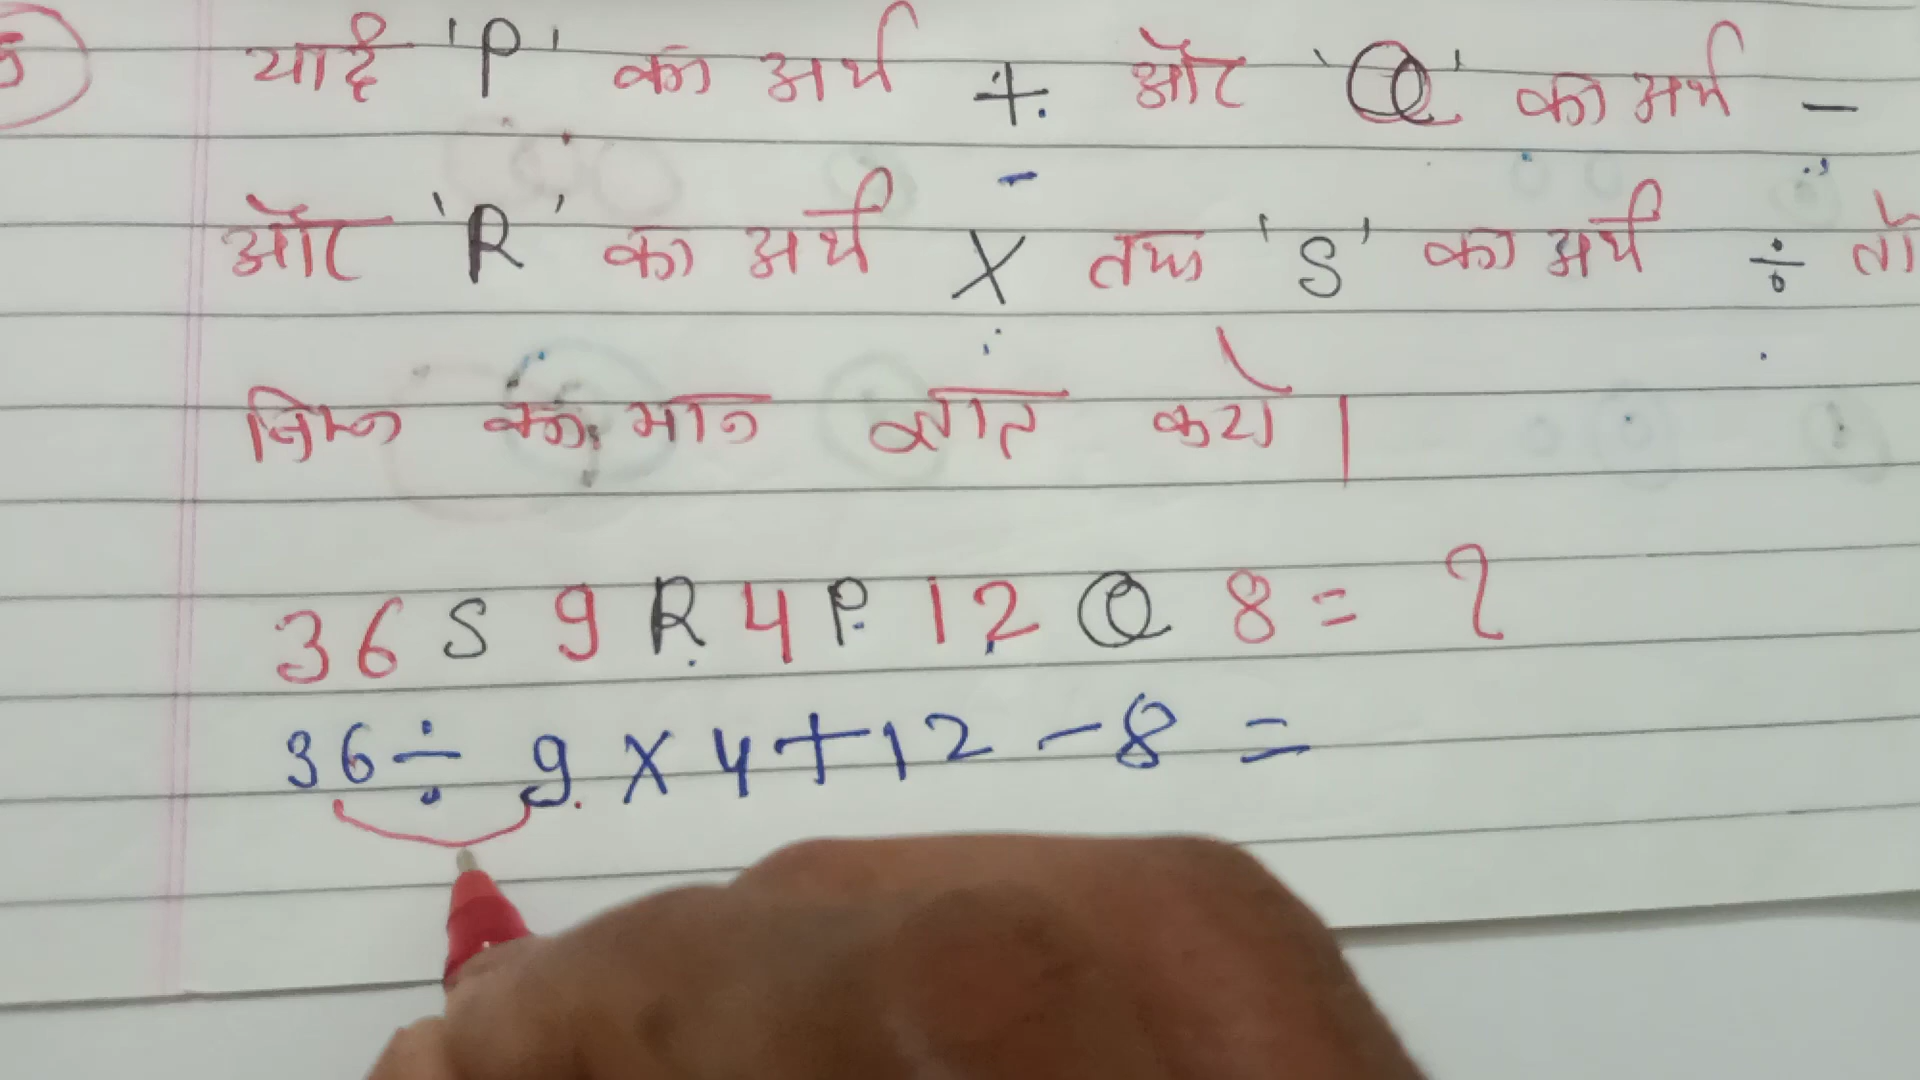 यदि 'P' का अर्थ + और 'Q' का अर्थ -
और 'R' का अर्थ × तथा 'S' का अर्थ ÷ तो
निम्न का मान ज्ञात करो।
36 S 9 R 4 P 12 Q 8 = ?
36 ÷ 9 × 4 + 12 - 8 =